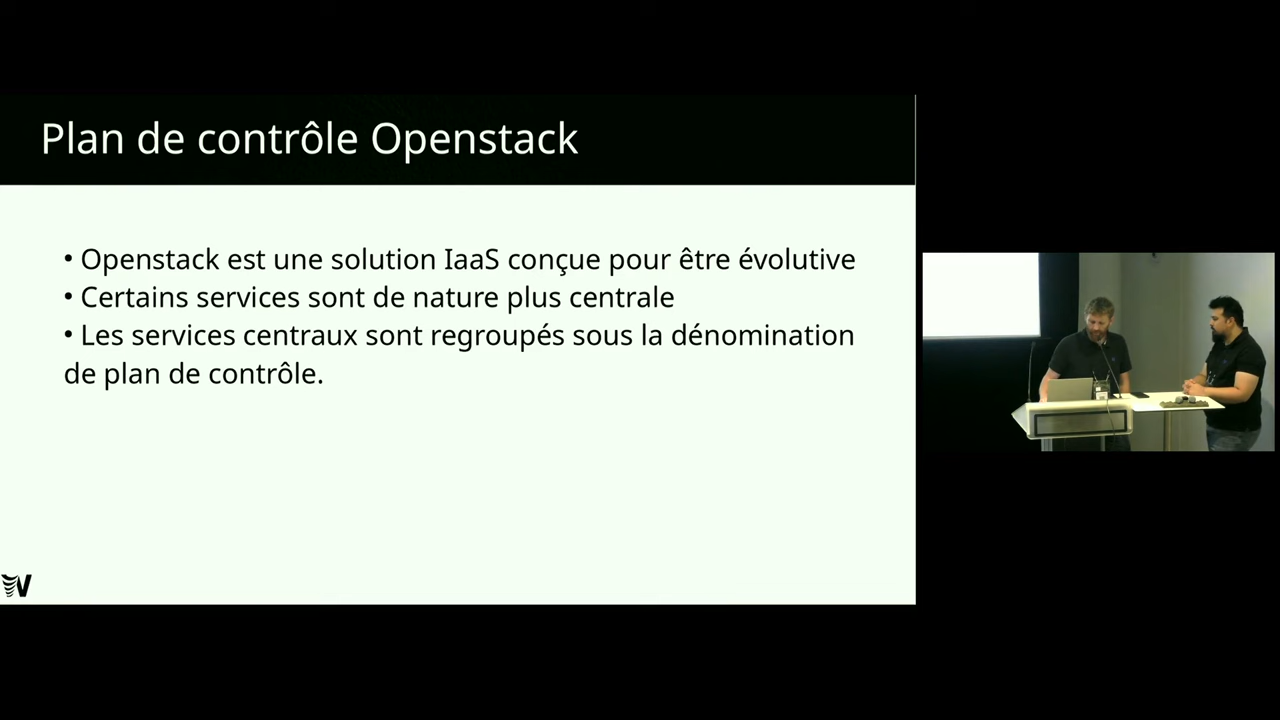 Plan de contrôle Openstack
• Openstack est une solution IaaS conçue pour être évolutive
• Certains services sont de nature plus centrale
• Les services centraux sont regroupés sous la dénomination
de plan de contrôle.